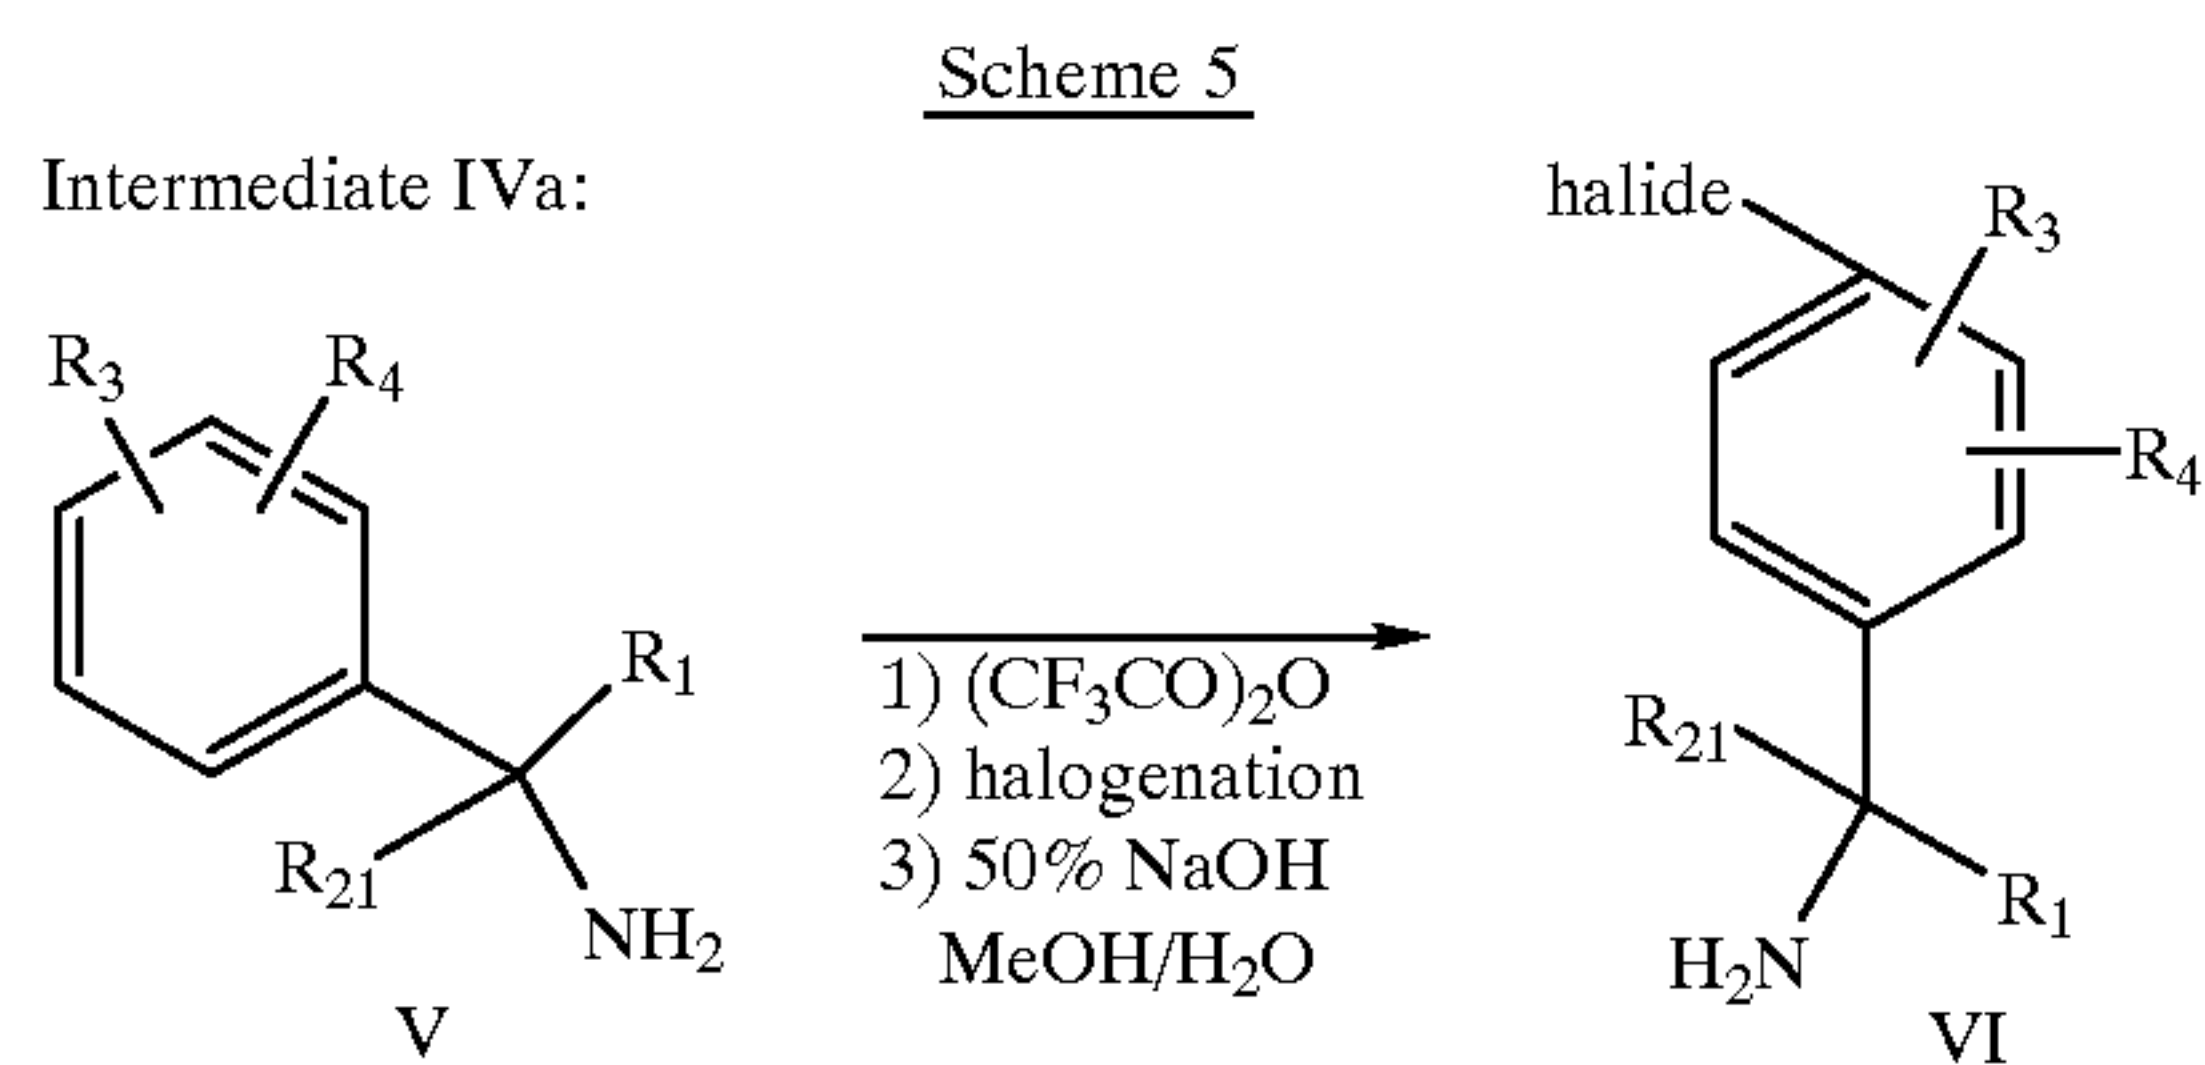 Scheme 5
Intermediate IVa:
halide
R3
R3
R4
R4
R1
1) (CF3CO)2O
2) halogenation
3) 50% NaOH
MeOH/H2O
R21
R21
NH2
R1
H2N
V
VI